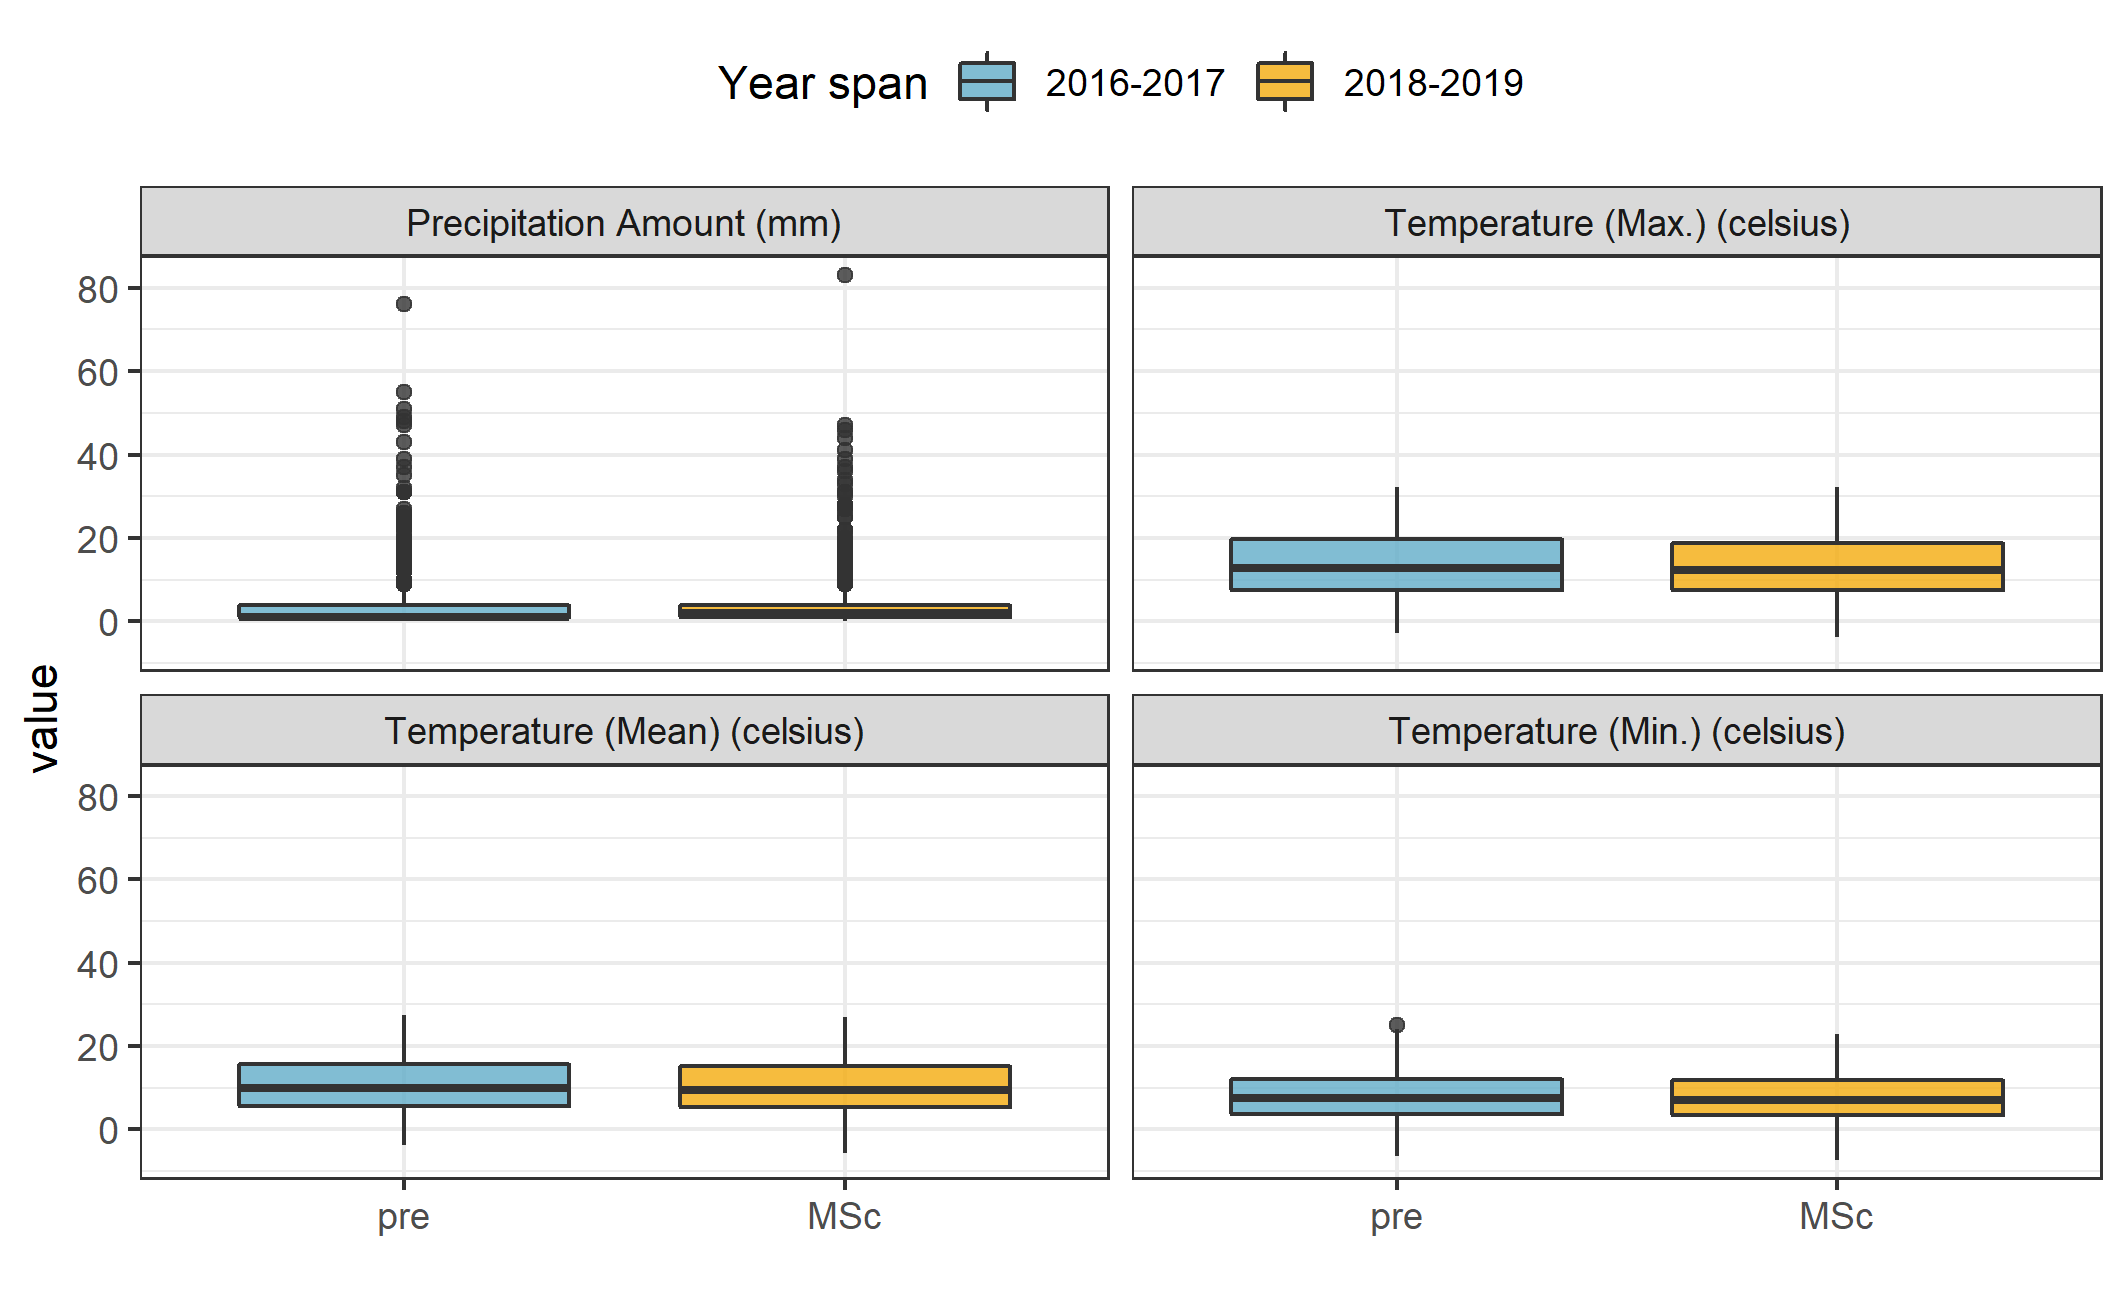 Year span 2016-2017 2018-2019
Precipitation Amount (mm) Temperature (Max.) (celsius)
80
60
40
20
0
value
Temperature (Mean) (celsius) Temperature (Min.) (celsius)
80
60
40
20
0
pre MSc pre MSc